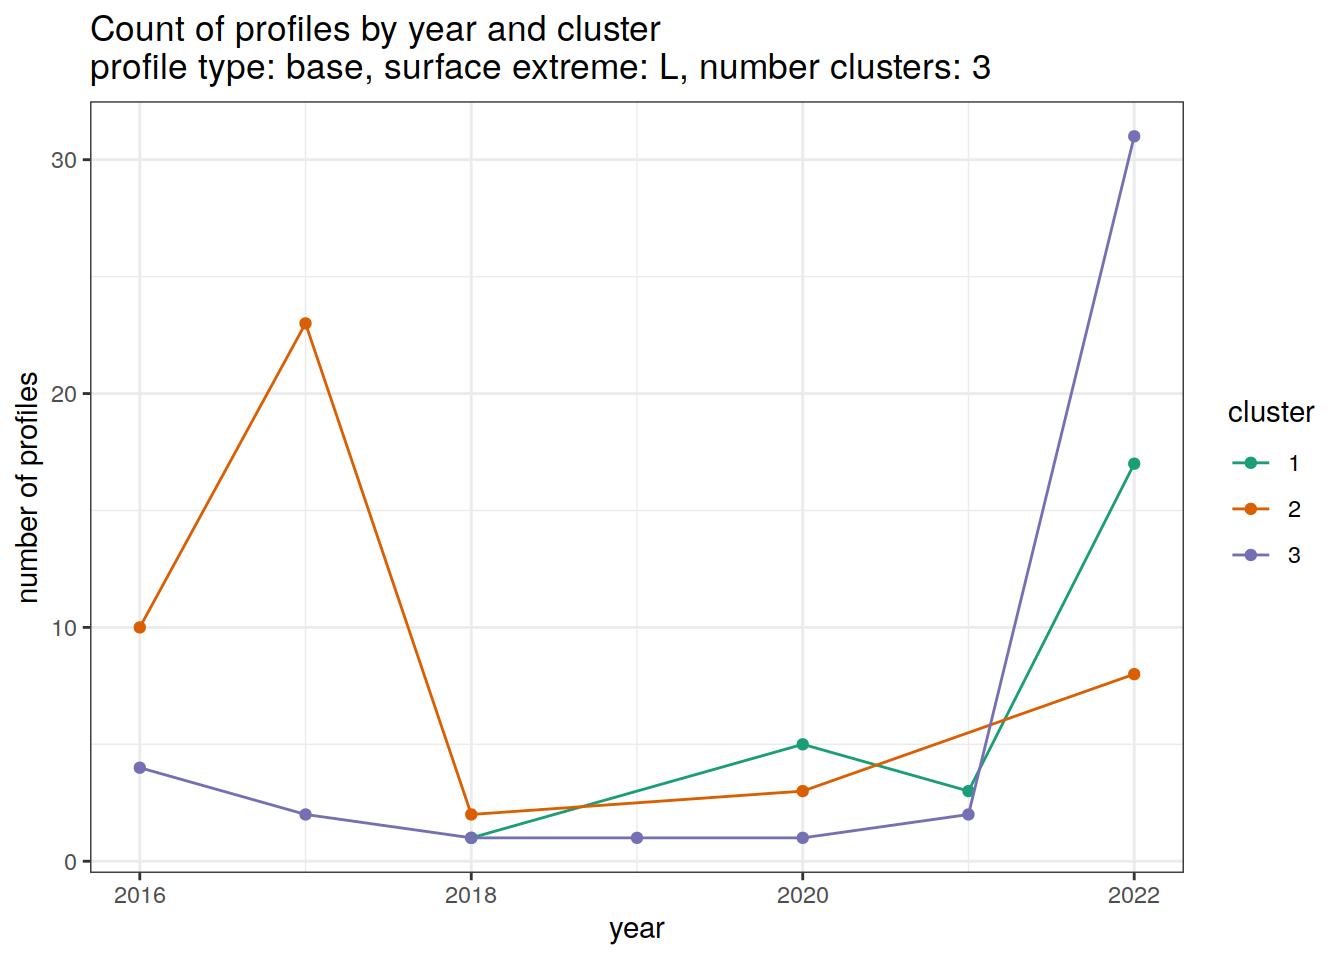 Count of profiles by year and cluster
profile type: base, surface extreme: L, number clusters: 3
30
20
10
0
number of profiles
2016 2018 2020 2022
year
cluster
1
2
3